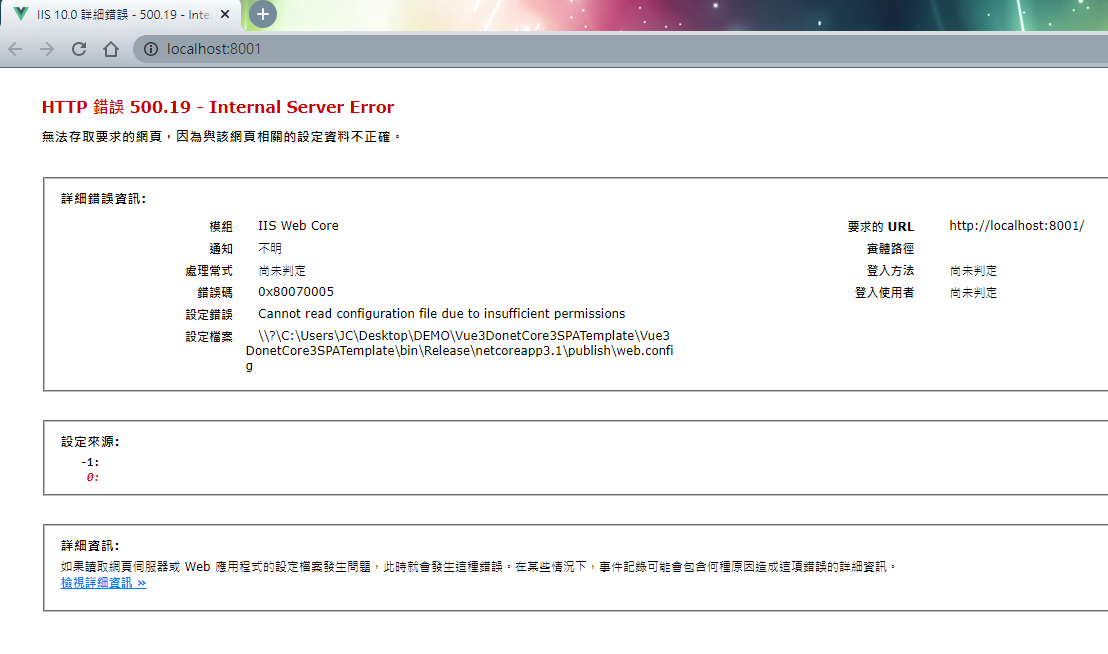 IIS 10.0 詳細錯誤 - 500.19 - Inte
localhost:8001
HTTP 錯誤 500.19 - Internal Server Error
無法存取要求的網頁，因為與該網頁相關的設定資料不正確。
詳細錯誤資訊:
模組 IIS Web Core
通知 不明
處理常式 尚未判定
錯誤碼 0x80070005
設定錯誤 Cannot read configuration file due to insufficient permissions
設定檔案 \\?\C:\Users\JC\Desktop\DEMO\Vue3DonetCore3SPATemplate\Vue3
DonetCore3SPATemplate\bin\Release\netcoreapp3.1\publish\web.confi
g
要求的 URL http://localhost:8001/
實體路徑
登入方法 尚未判定
登入使用者 尚未判定
設定來源:
-1:
0:
詳細資訊:
如果讀取網頁伺服器或 Web 應用程式的設定檔案發生問題，此時就會發生這種錯誤。在某些情況下，事件記錄可能會包含何種原因造成這項錯誤的詳細資訊。
檢視詳細資訊 »